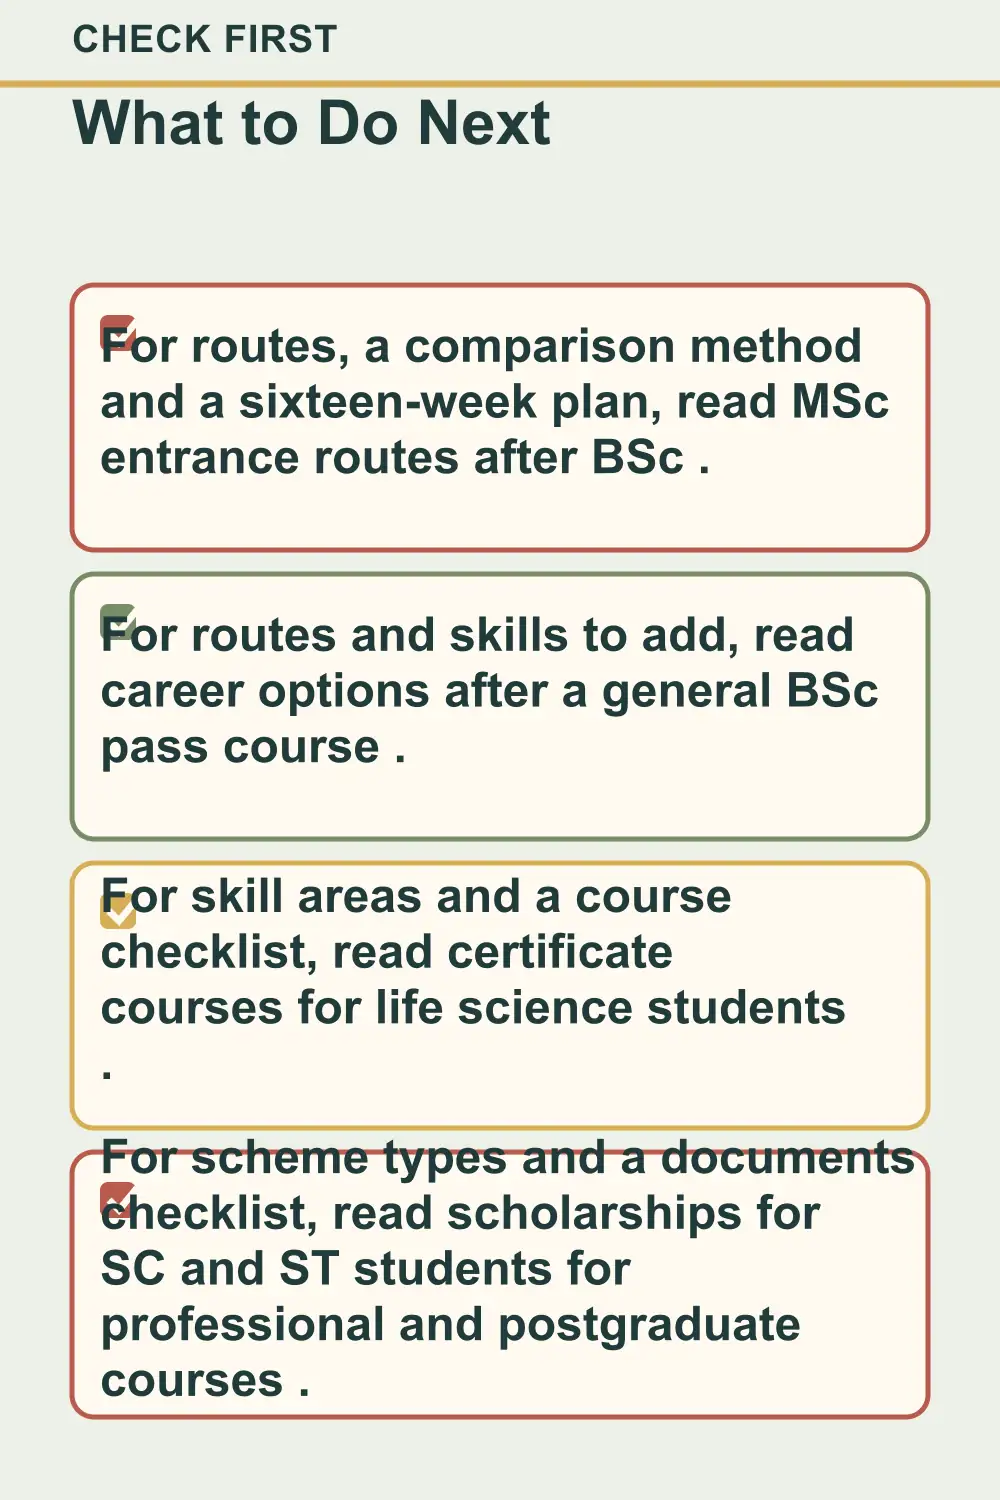 CHECK FIRST
What to Do Next
For routes, a comparison method
and a sixteen-week plan, read MSc
entrance routes after BSc .
For routes and skills to add, read
career options after a general BSc
pass course .
For skill areas and a course
checklist, read certificate
courses for life science students
.
For scheme types and a documents
checklist, read scholarships for
SC and ST students for
professional and postgraduate
courses .